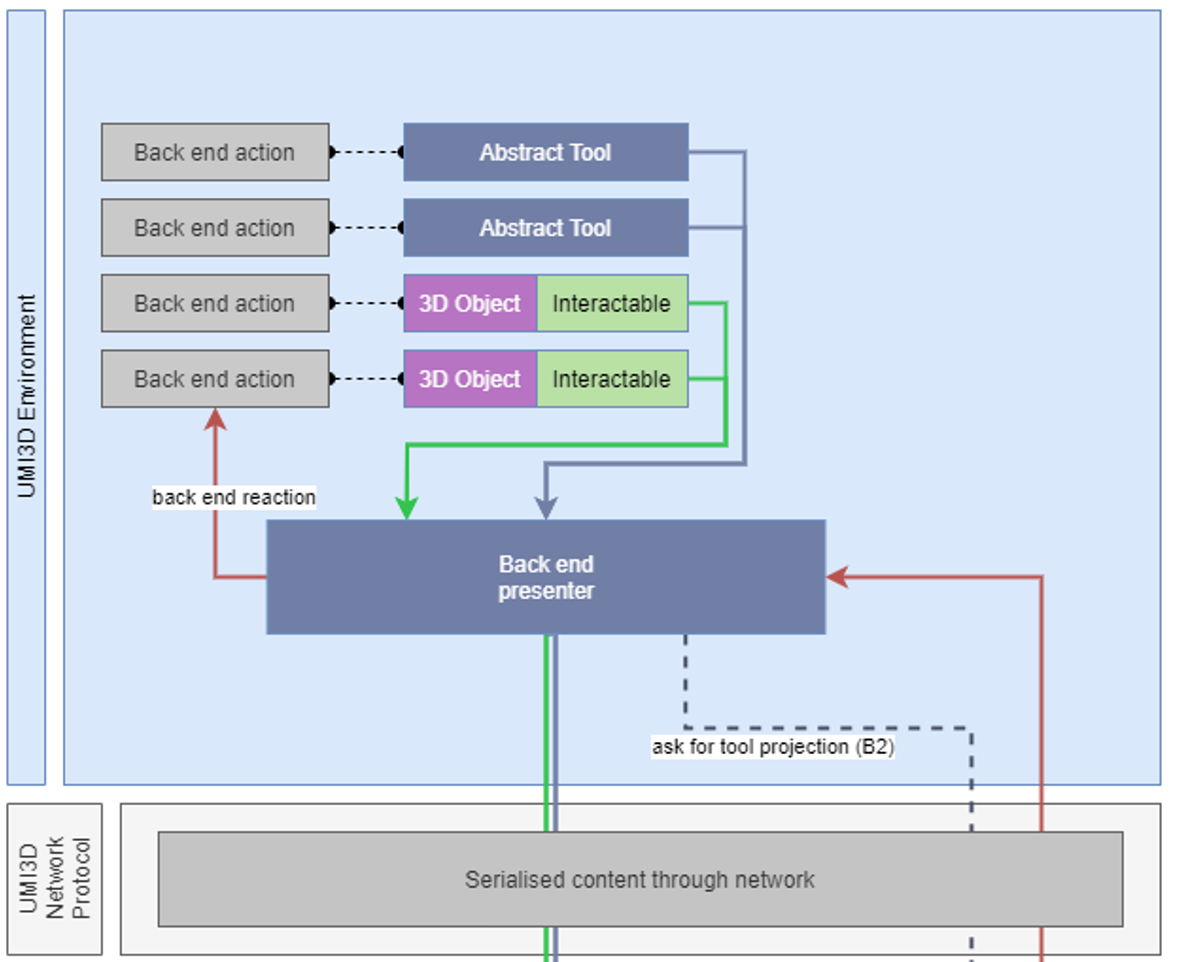 Back end action
Abstract Tool
Back end action
Abstract Tool
Back end action
3D Object
Interactable
Back end action
3D Object
Interactable
UMI3D Environment
back end reaction
Back end
presenter
ask for tool projection (B2)
UMI3D
Network
Protocol
Serialised content through network